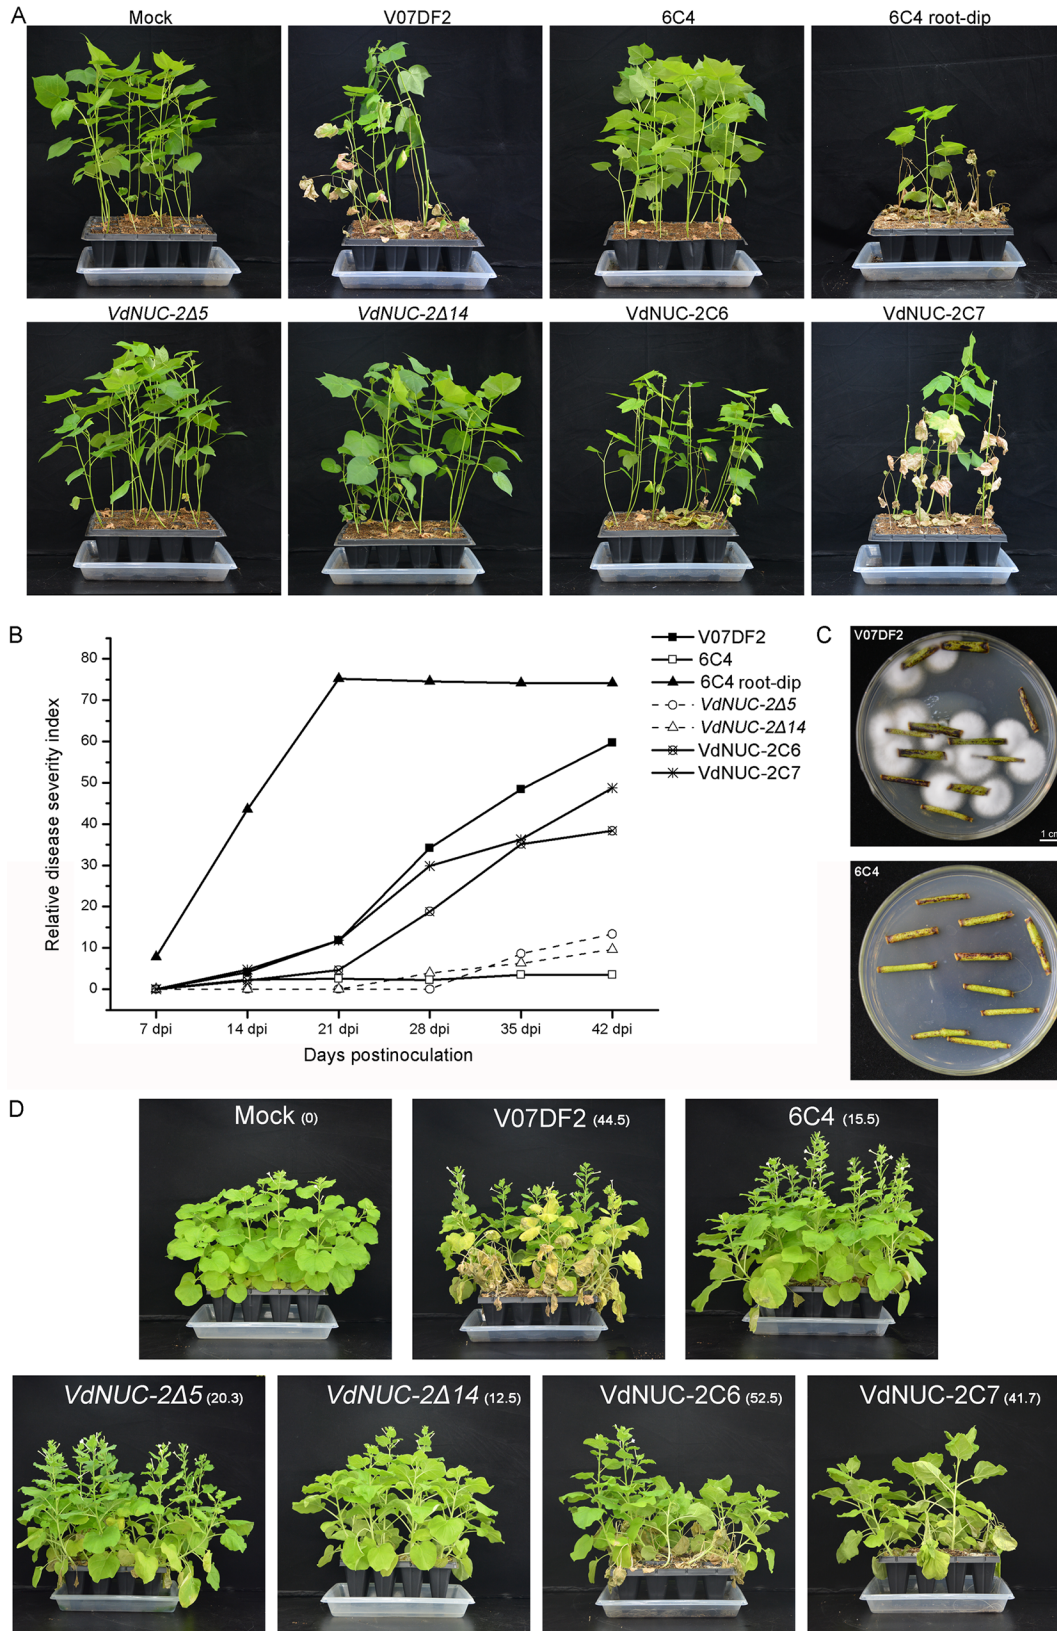 A
Mock
V07DF2
6C4
6C4 root-dip
VdNUC-2Δ5
VdNUC-2Δ14
VdNUC-2C6
VdNUC-2C7
B
Relative disease severity index
80
70
60
50
40
30
20
10
0
7 dpi
14 dpi
21 dpi
28 dpi
35 dpi
42 dpi
Days postinoculation
V07DF2
6C4
6C4 root-dip
VdNUC-2Δ5
VdNUC-2Δ14
VdNUC-2C6
VdNUC-2C7
C
V07DF2
1 cm
6C4
D
Mock (0)
V07DF2 (44.5)
6C4 (15.5)
VdNUC-2Δ5 (20.3)
VdNUC-2Δ14 (12.5)
VdNUC-2C6 (52.5)
VdNUC-2C7 (41.7)